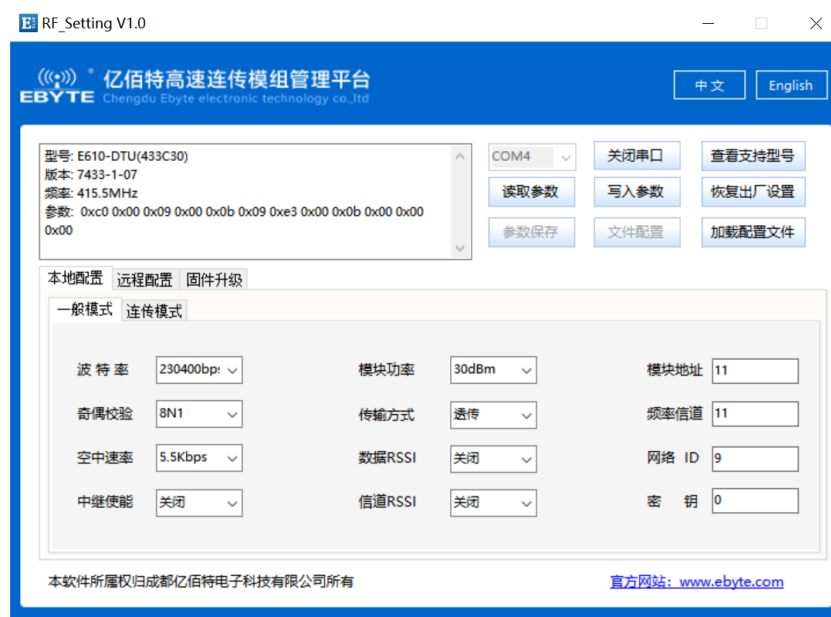 RF_Setting V1.0
EBYTE
亿佰特高速连传模组管理平台
Chengdu Ebyte electronic technology co.,ltd
中文 English
型号: E610-DTU(433C30)
版本: 7433-1-07
频率: 415.5MHz
参数: 0xc0 0x00 0x09 0x00 0x0b 0x09 0xe3 0x00 0x0b 0x00 0x00
0x00
COM4 关闭串口 查看支持型号
读取参数 写入参数 恢复出厂设置
参数保存 文件配置 加载配置文件
本地配置 远程配置 固件升级
一般模式 连传模式
波特率 230400bp: 模块功率 30dBm 模块地址 11
奇偶校验 8N1 传输方式 透传 频率信道 11
空中速率 5.5Kbps 数据RSSI 关闭 网络 ID 9
中继使能 关闭 信道RSSI 关闭 密 钥 0
本软件所属权归成都亿佰特电子科技有限公司所有 官方网站：www.ebyte.com